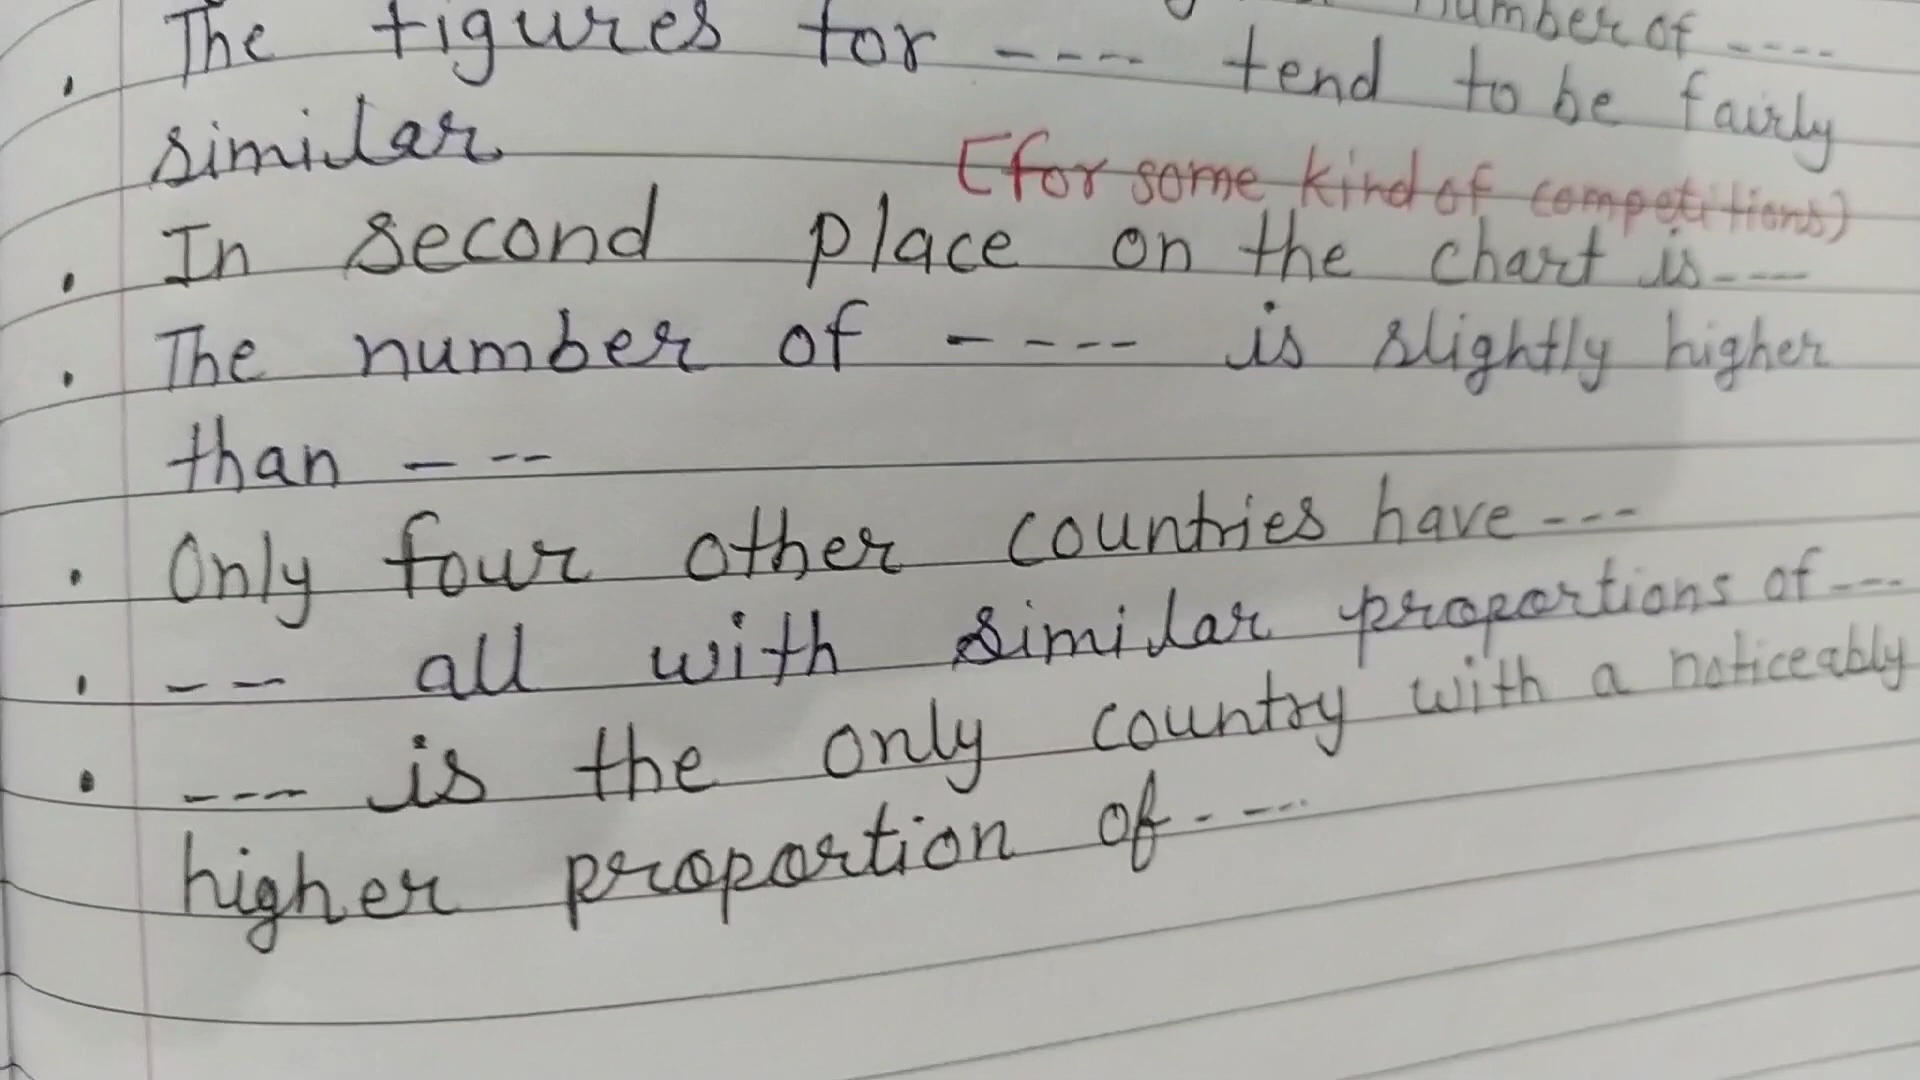 number of ----
. The figures for ---- tend to be fairly
similar
(for some kind of competitions)
. In second place on the chart is ----
. The number of ---- is slightly higher
than ---
. Only four other countries have ---
. -- all with similar proportions of ---
. --- is the only country with a noticeably
higher proportion of ----